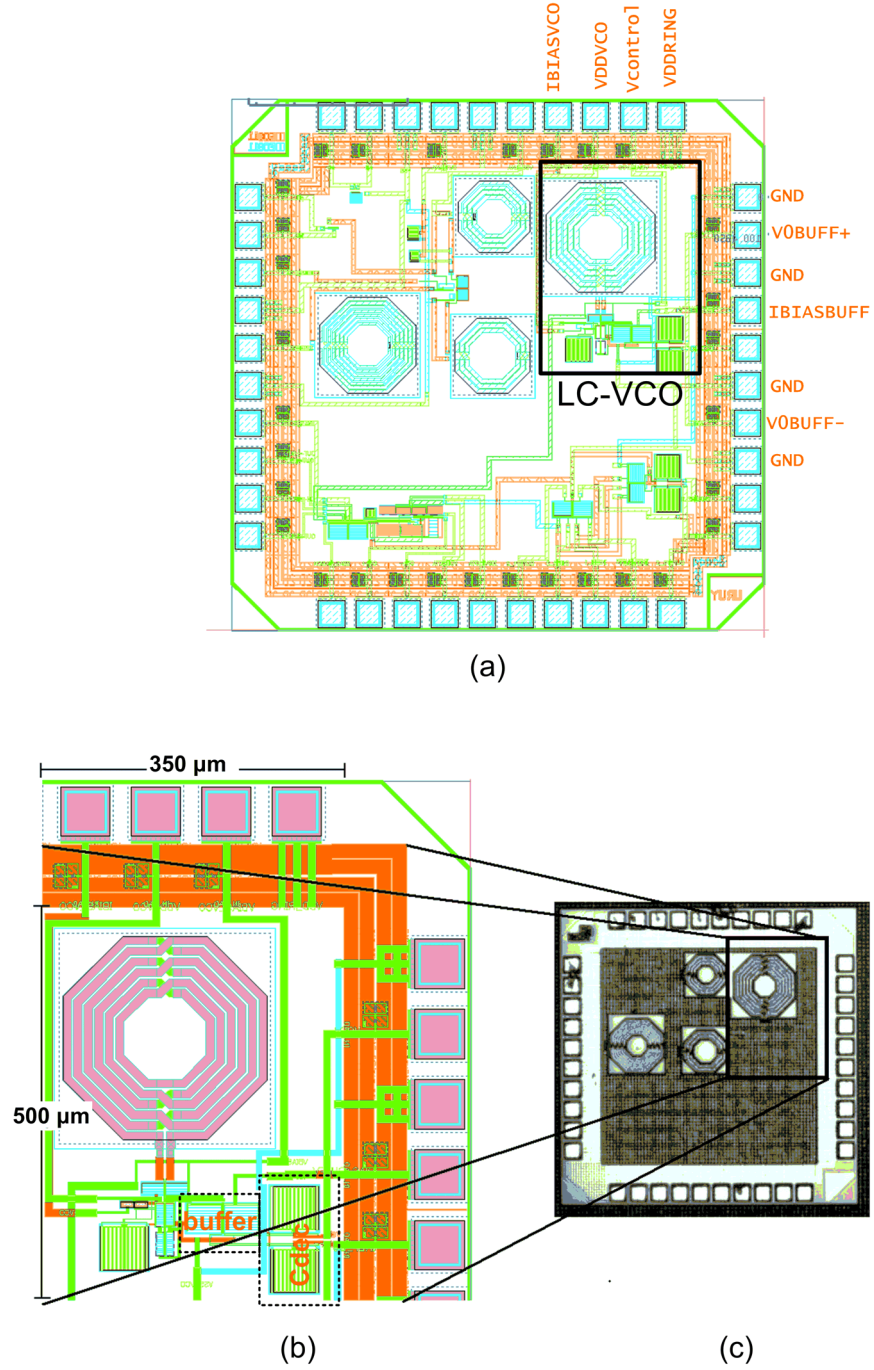 IBIASVCO
VDDVCO
Vcontrol
VDDRING
GND
VOBUFF+
GND
IBIASBUFF
LC-VCO
GND
VOBUFF-
GND
(a)
350 µm
500 µm
buffer
Cdec
(b)
(c)